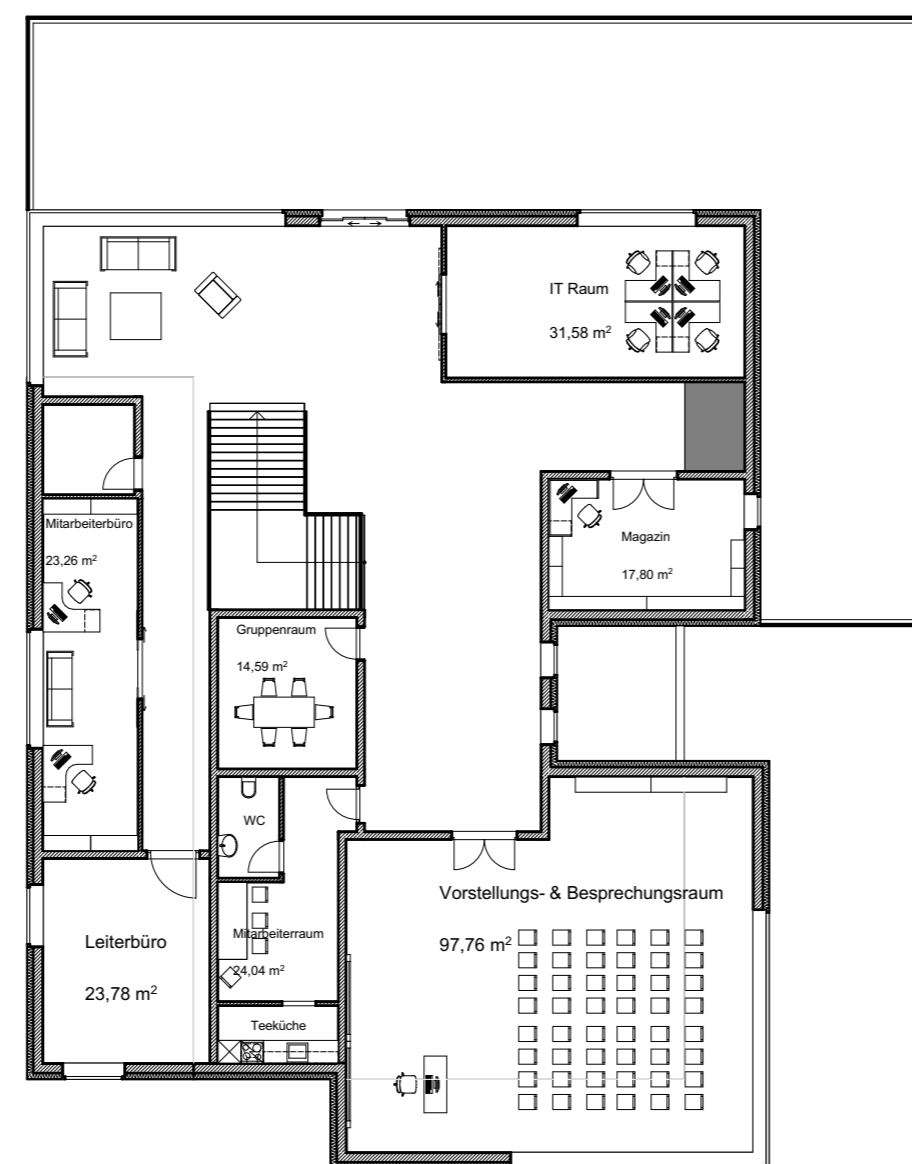 IT Raum
31,58 m²
Mitarbeiterbüro
23,26 m²
Magazin
17,80 m²
Gruppenraum
14,59 m²
WC
Vorstellungs- & Besprechungsraum
97,76 m²
Leiterbüro
23,78 m²
Mitarbeiterraum
24,04 m²
Teeküche